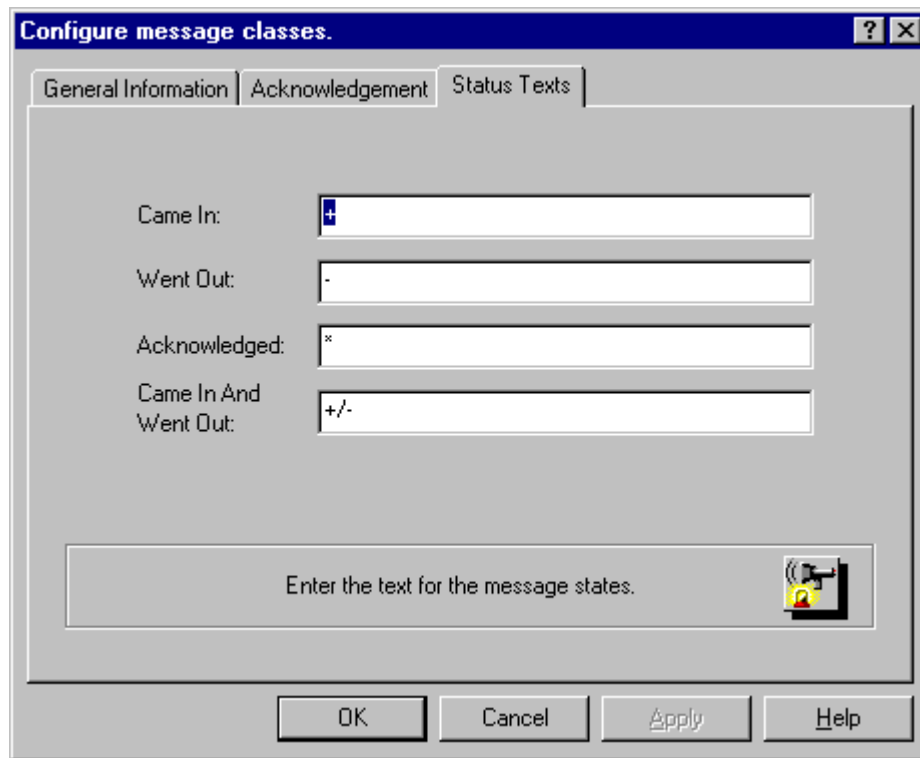 Configure message classes.
General Information Acknowledgement Status Texts
Came In: +
Went Out: -
Acknowledged: *
Came In And
Went Out: +/-
Enter the text for the message states.
OK Cancel Apply Help